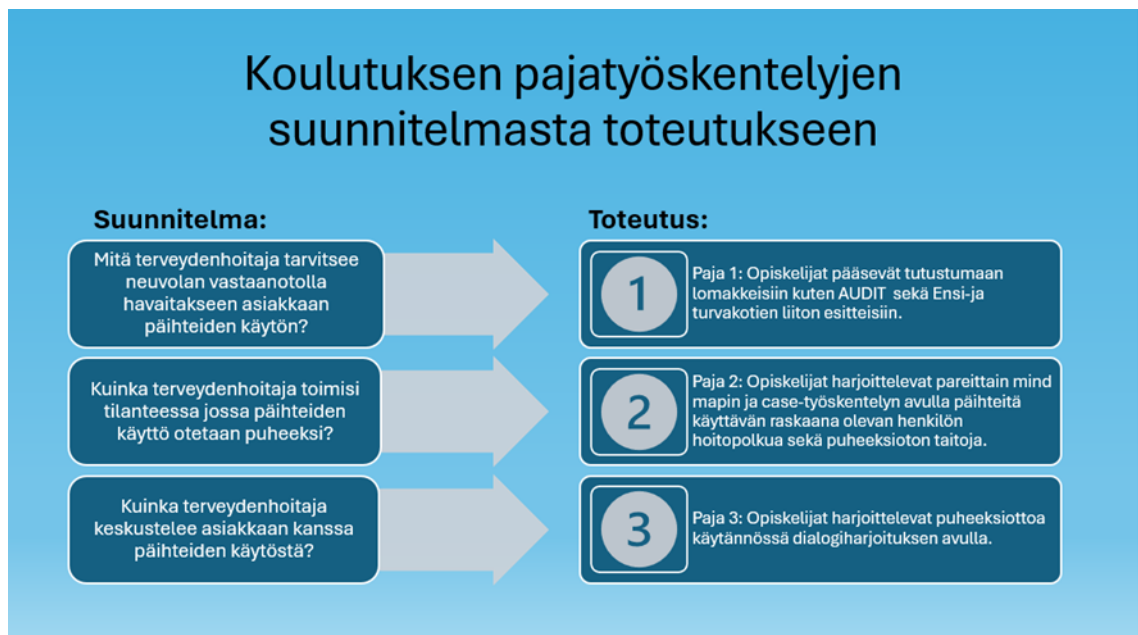 Koulutuksen pajatyöskentelyjen
suunnitelmasta toteutukseen
Suunnitelma:
Toteutus:
Mitä terveydenhoitaja tarvitsee
neuvolan vastaanotolla
havaitakseen asiakkaan
päihteiden käytön?
1
Paja 1: Opiskelijat pääsevät tutustumaan
lomakkeisiin kuten AUDIT sekä Ensi-ja
turvakotien liiton esitteisiin.
Kuinka terveydenhoitaja toimisi
tilanteessa jossa päihteiden
käyttö otetaan puheeksi?
2
Paja 2: Opiskelijat harjoittelevat pareittain mind
mapin ja case-työskentelyn avulla päihteitä
käyttävän raskaana olevan henkilön
hoitopolkua sekä puheeksioton taitoja.
Kuinka terveydenhoitaja
keskustelee asiakkaan kanssa
päihteiden käytöstä?
3
Paja 3: Opiskelijat harjoittelevat puheeksiottoa
käytännössä dialogiharjoituksen avulla.